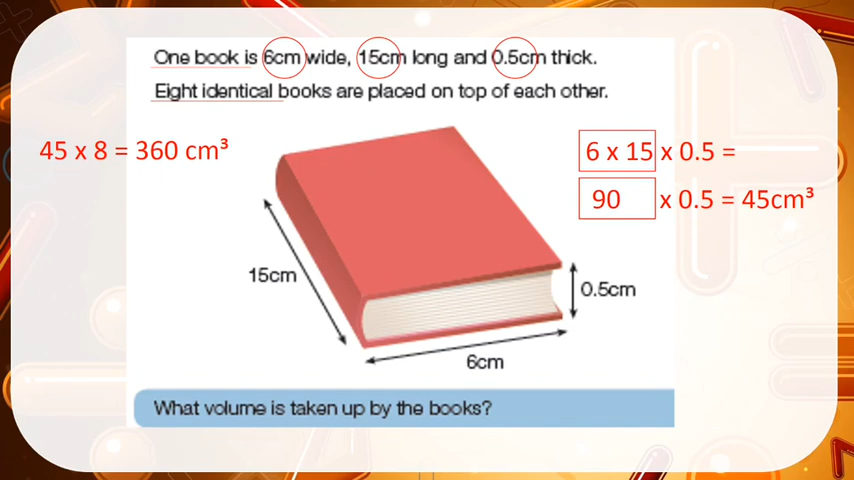 One book is 6cm wide, 15cm long and 0.5cm thick.
Eight identical books are placed on top of each other.
45 x 8 = 360 cm³
6 x 15 x 0.5 =
90 x 0.5 = 45cm³
15cm
0.5cm
6cm
What volume is taken up by the books?